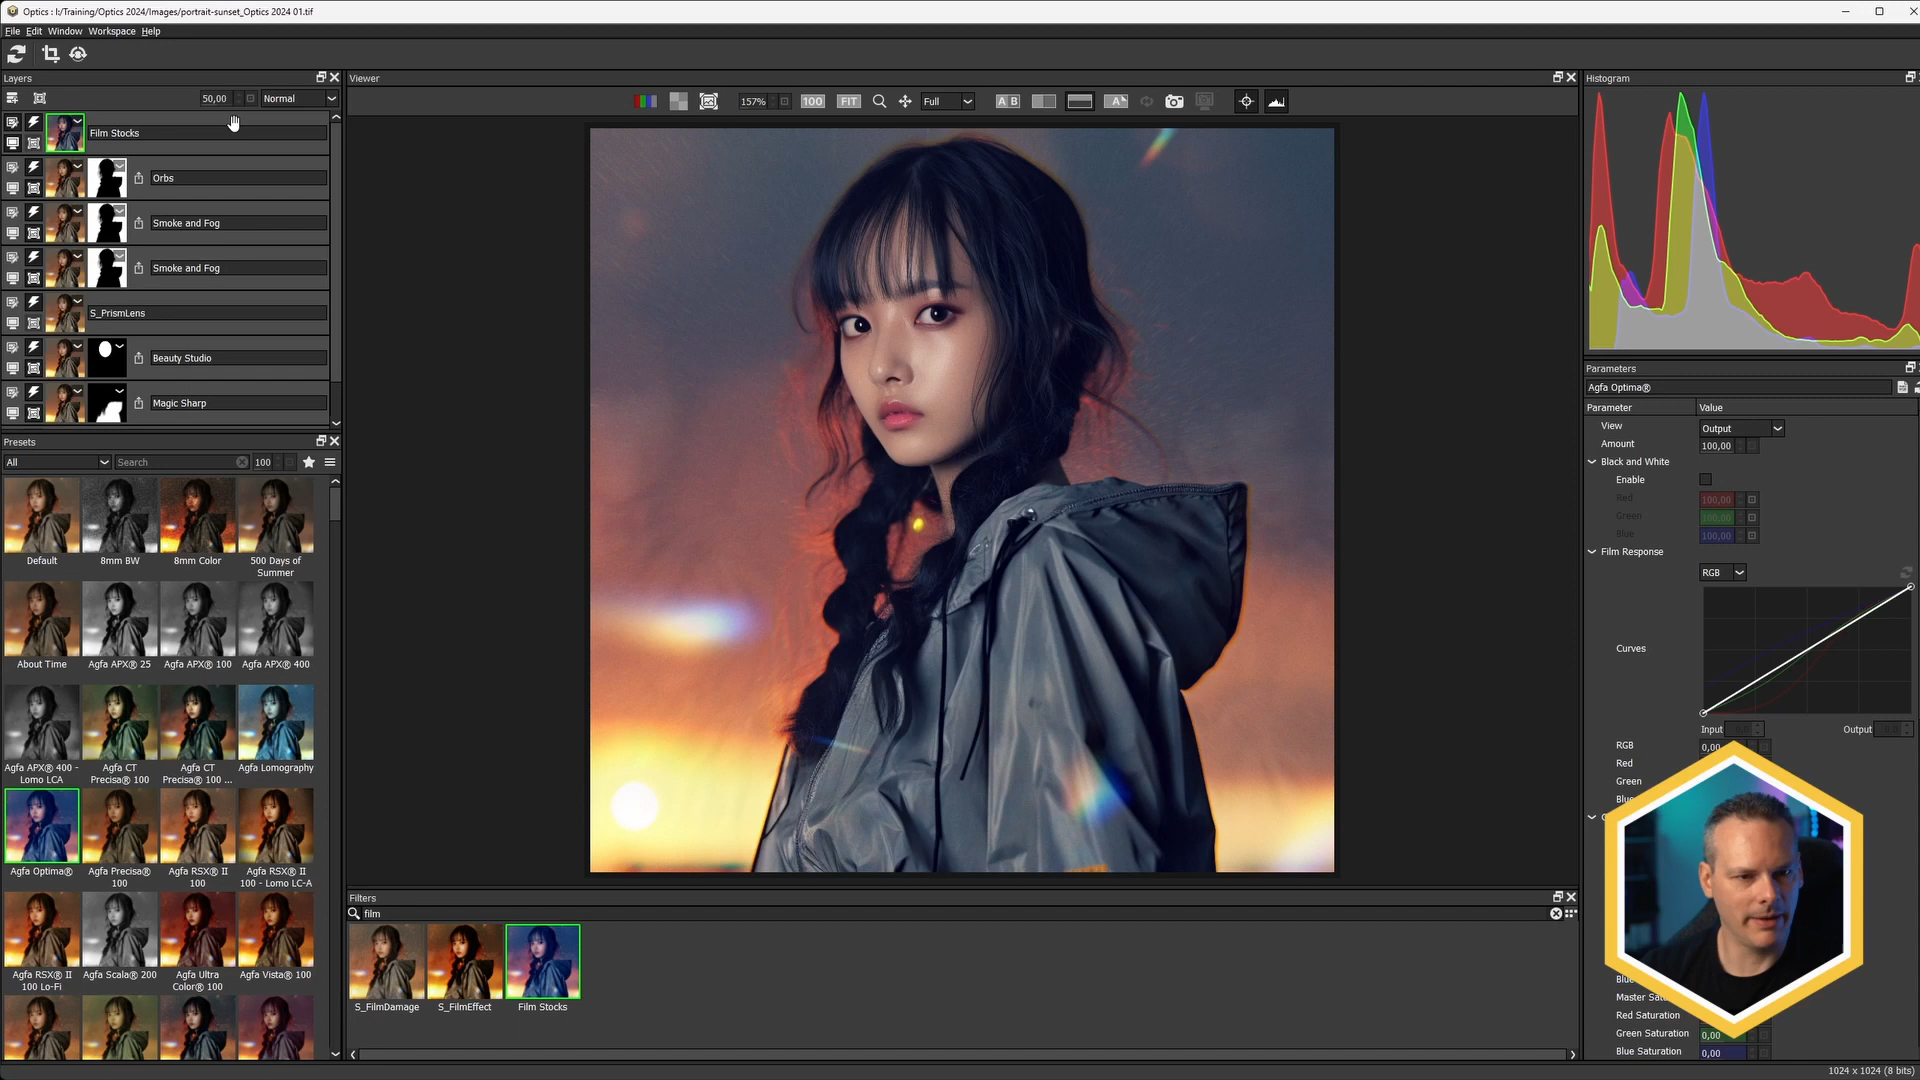 Optics : I:/Training/Optics 2024/Images/portrait-sunset_Optics 2024 01.tif
File Edit Window Workspace Help
Layers
50,00 Normal
Film Stocks
Orbs
Smoke and Fog
Smoke and Fog
S_PrismLens
Beauty Studio
Magic Sharp
Presets
All Search 100
Default 8mm BW 8mm Color 500 Days of Summer
About Time Agfa APX® 25 Agfa APX® 100 Agfa APX® 400
Agfa APX® 400 - Lomo LCA Agfa CT Precisa® 100 Agfa CT Precisa® 100 ... Agfa Lomography
Agfa Optima® Agfa Precisa® 100 Agfa RSX® II 100 Agfa RSX® II 100 - Lomo LC-A
Agfa RSX® II 100 Lo-Fi Agfa Scala® 200 Agfa Ultra Color® 100 Agfa Vista® 100
Viewer
157% 100 FIT Full A B A
Filters
film
S_FilmDamage S_FilmEffect Film Stocks
Histogram
Parameters
Agfa Optima®
Parameter Value
View Output
Amount 100,00
Black and White
Enable
Red 100,00
Green 100,00
Blue 100,00
Film Response
RGB
Curves
Input Output
RGB 0,00
Red
Green
Blue
Master Satu
Red Saturation
Green Saturation 0,00
Blue Saturation 0,00
1024 x 1024 (8 bits)